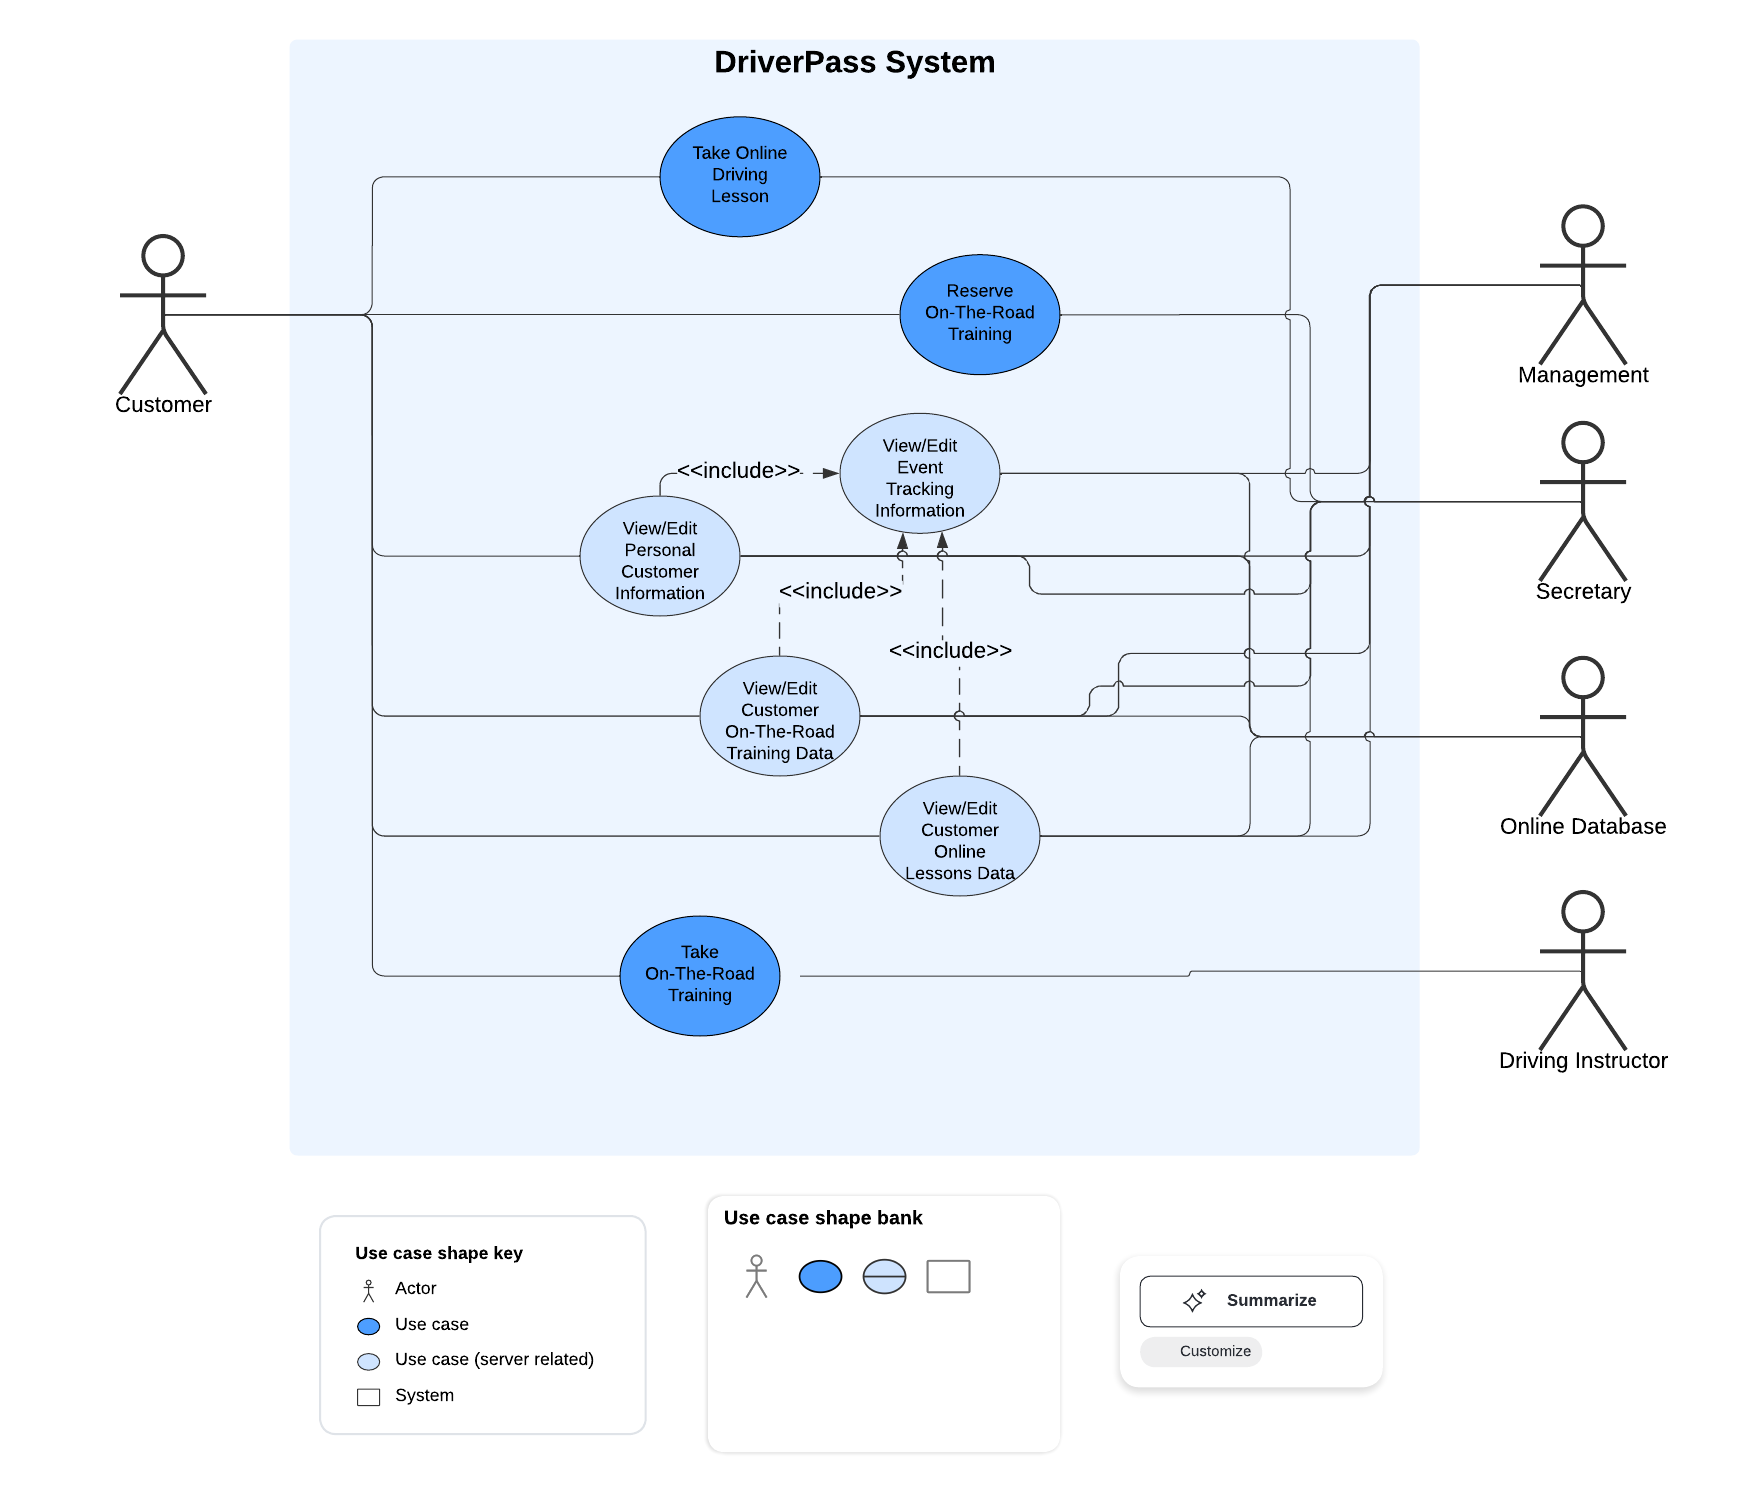 DriverPass System
Take Online
Driving
Lesson
Reserve
On-The-Road
Training
Customer
Management
View/Edit
Event
Tracking
Information
<<include>>
View/Edit
Personal
Customer
Information
<<include>>
Secretary
<<include>>
View/Edit
Customer
On-The-Road
Training Data
View/Edit
Customer
Online
Lessons Data
Online Database
Take
On-The-Road
Training
Driving Instructor
Use case shape key
Actor
Use case
Use case (server related)
System
Use case shape bank
Summarize
Customize